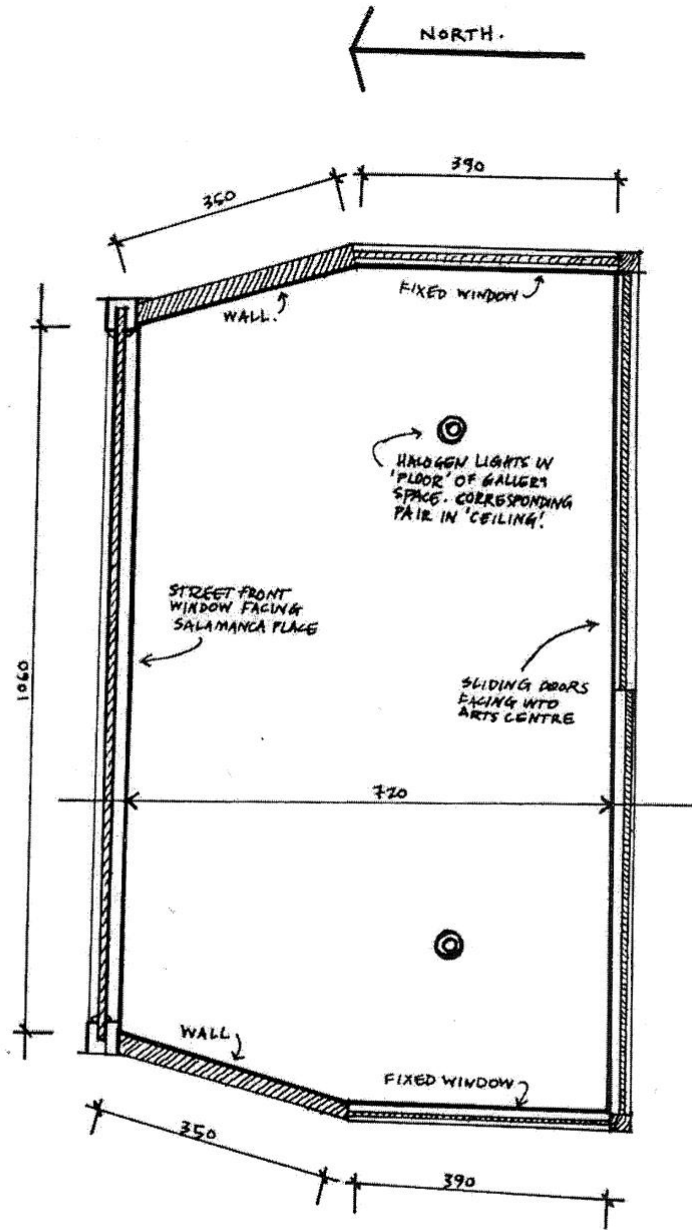 NORTH.
390
350
FIXED WINDOW
WALL.
HALOGEN LIGHTS IN
'FLOOR' OF GALLERY
SPACE. CORRESPONDING
PAIR IN 'CEILING'.
STREET FRONT
WINDOW FACING
SALAMANCA PLACE
1060
SLIDING DOORS
FACING INTO
ARTS CENTRE
720
WALL
FIXED WINDOW
350
390